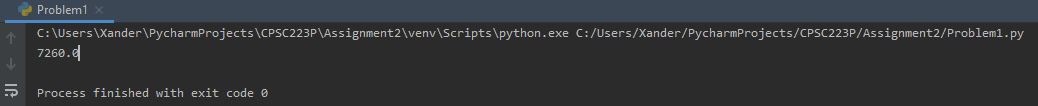 Problem1
C:\Users\Xander\PycharmProjects\CPSC223P\Assignment2\venv\Scripts\python.exe C:/Users/Xander/PycharmProjects/CPSC223P/Assignment2/Problem1.py
7260.0
Process finished with exit code 0